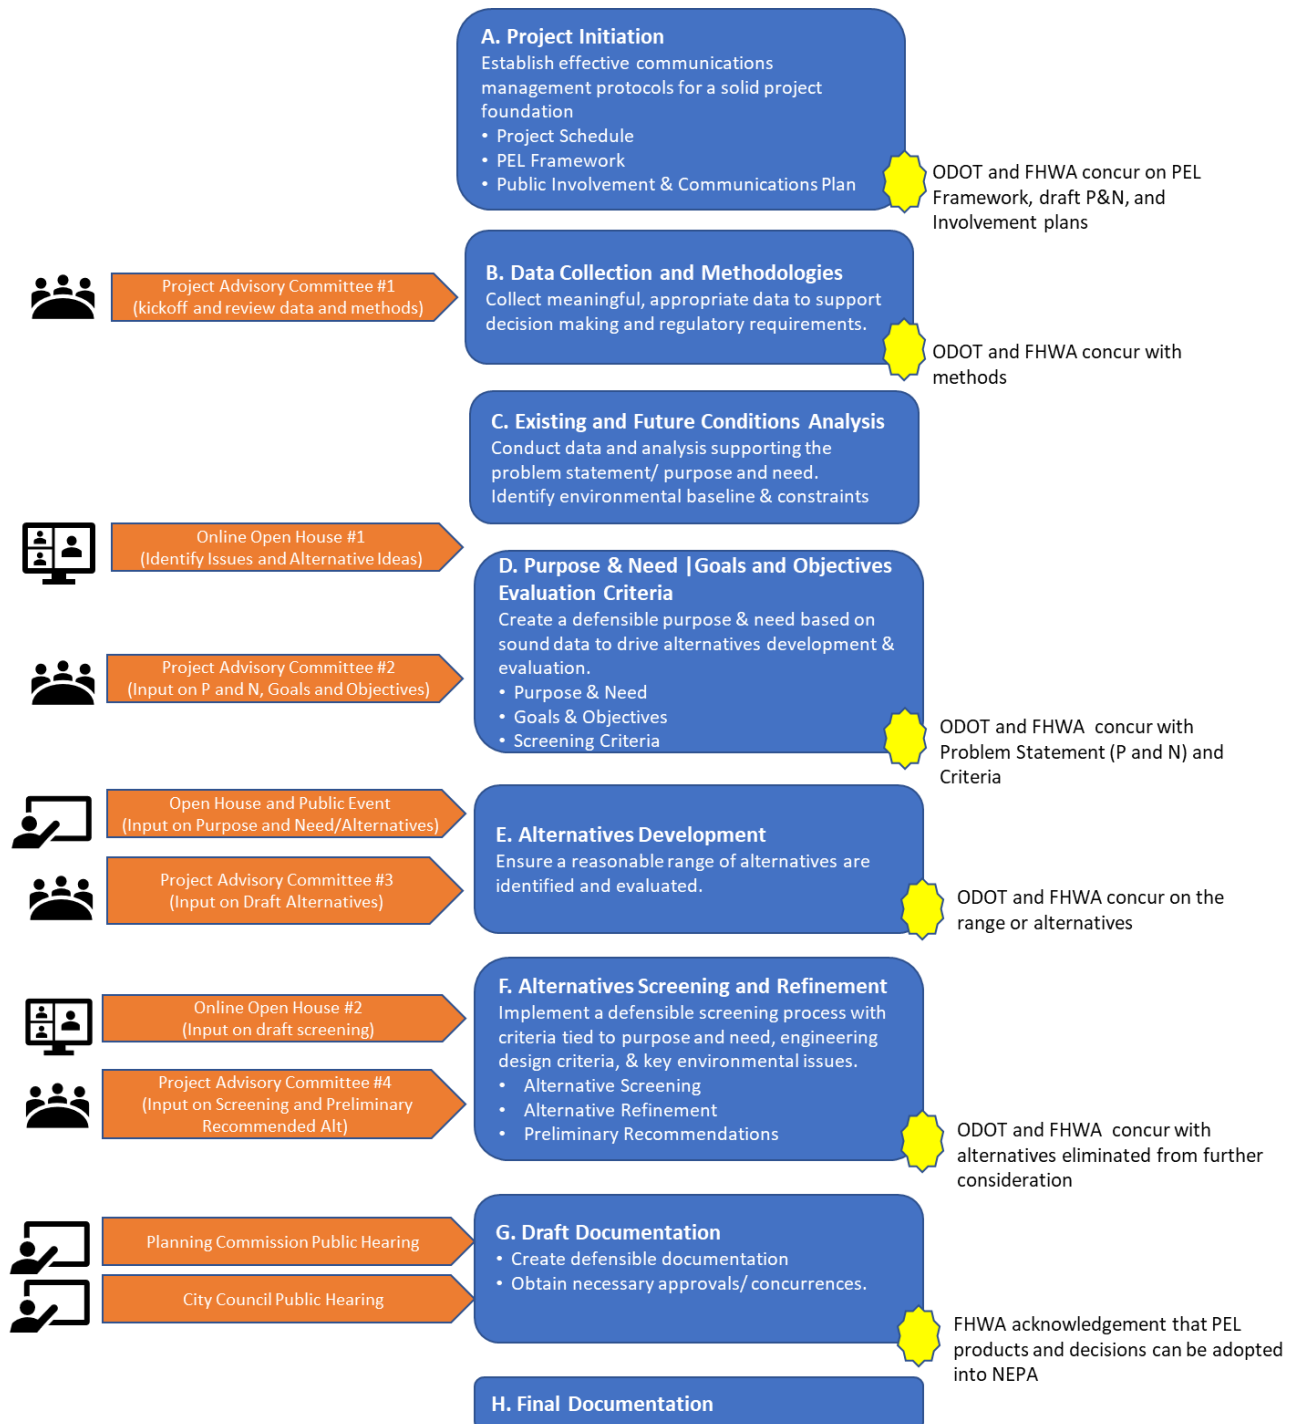 A. Project Initiation
Establish effective communications
management protocols for a solid project
foundation
• Project Schedule
• PEL Framework
• Public Involvement & Communications Plan
ODOT and FHWA concur on PEL
Framework, draft P&N, and
Involvement plans
Project Advisory Committee #1
(kickoff and review data and methods)
B. Data Collection and Methodologies
Collect meaningful, appropriate data to support
decision making and regulatory requirements.
ODOT and FHWA concur with
methods
C. Existing and Future Conditions Analysis
Conduct data and analysis supporting the
problem statement/ purpose and need.
Identify environmental baseline & constraints
Online Open House #1
(Identify Issues and Alternative Ideas)
D. Purpose & Need |Goals and Objectives
Evaluation Criteria
Create a defensible purpose & need based on
sound data to drive alternatives development &
evaluation.
• Purpose & Need
• Goals & Objectives
• Screening Criteria
Project Advisory Committee #2
(Input on P and N, Goals and Objectives)
ODOT and FHWA  concur with
Problem Statement (P and N) and
Criteria
Open House and Public Event
(Input on Purpose and Need/Alternatives)
Project Advisory Committee #3
(Input on Draft Alternatives)
E. Alternatives Development
Ensure a reasonable range of alternatives are
identified and evaluated.
ODOT and FHWA concur on the
range or alternatives
Online Open House #2
(Input on draft screening)
Project Advisory Committee #4
(Input on Screening and Preliminary
Recommended Alt)
F. Alternatives Screening and Refinement
Implement a defensible screening process with
criteria tied to purpose and need, engineering
design criteria, & key environmental issues.
• Alternative Screening
• Alternative Refinement
• Preliminary Recommendations
ODOT and FHWA  concur with
alternatives eliminated from further
consideration
Planning Commission Public Hearing
City Council Public Hearing
G. Draft Documentation
• Create defensible documentation
• Obtain necessary approvals/ concurrences.
FHWA acknowledgement that PEL
products and decisions can be adopted
into NEPA
H. Final Documentation